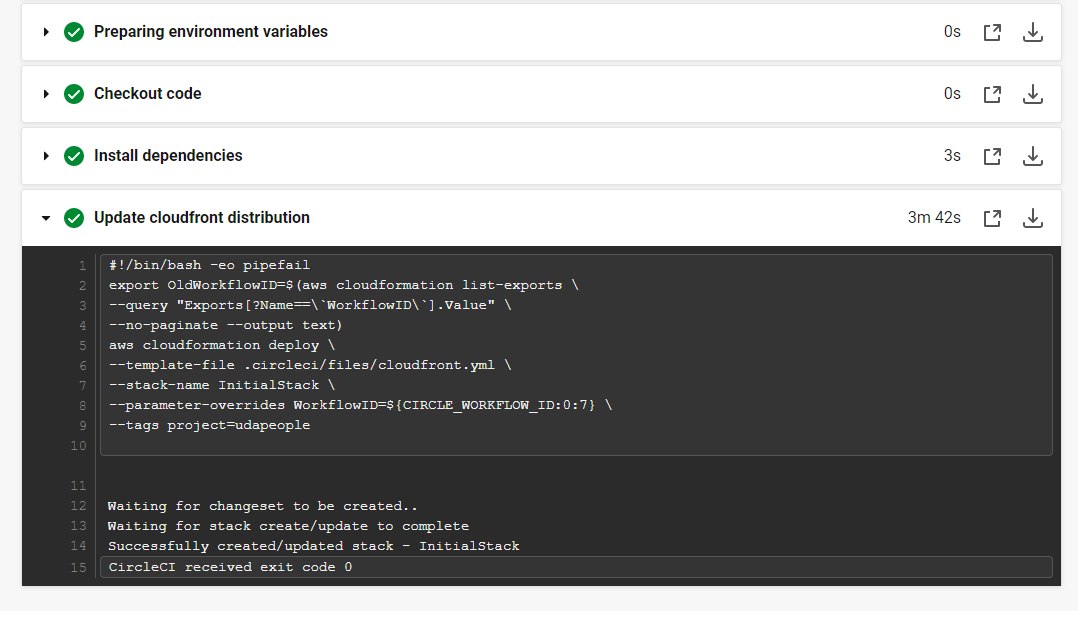 Preparing environment variables 0s
Checkout code 0s
Install dependencies 3s
Update cloudfront distribution 3m 42s
1 #!/bin/bash -eo pipefail
2 export OldWorkflowID=$(aws cloudformation list-exports \
3 --query "Exports[?Name==\`WorkflowID\`].Value" \
4 --no-paginate --output text)
5 aws cloudformation deploy \
6 --template-file .circleci/files/cloudfront.yml \
7 --stack-name InitialStack \
8 --parameter-overrides WorkflowID=${CIRCLE_WORKFLOW_ID:0:7} \
9 --tags project=udapeople
10
11
12 Waiting for changeset to be created..
13 Waiting for stack create/update to complete
14 Successfully created/updated stack - InitialStack
15 CircleCI received exit code 0